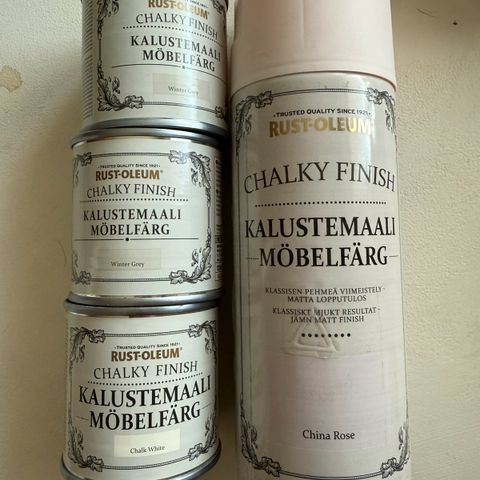 RUST-OLEUM®
CHALKY FINISH
KALUSTEMAALI
MÖBELFÄRG
Winter Grey
TRUSTED QUALITY SINCE 1921
RUST-OLEUM®
CHALKY FINISH
KALUSTEMAALI
MÖBELFÄRG
Winter Grey
TRUSTED QUALITY SINCE 1921
RUST-OLEUM®
CHALKY FINISH
KALUSTEMAALI
MÖBELFÄRG
Chalk White
TRUSTED QUALITY SINCE 1921
RUST-OLEUM®
CHALKY FINISH
KALUSTEMAALI
MÖBELFÄRG
KLASSISEN PEHMEÄ VIIMEISTELY -
MATTA LOPPUTULOS
KLASSISKT MJUKT RESULTAT -
JÄMN MATT FINISH
China Rose